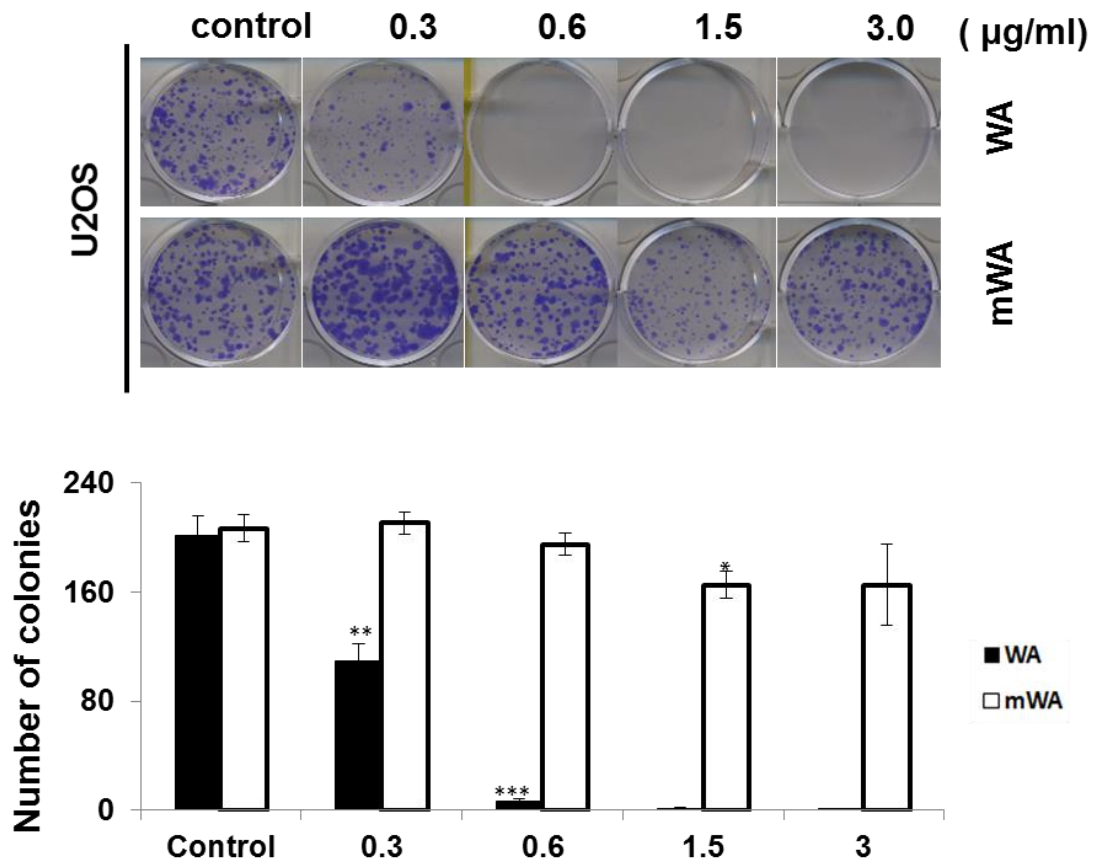 control 0.3 0.6 1.5 3.0 ( µg/ml)
U2OS
WA
mWA
Number of colonies
240
160
80
0
**
***
*
Control 0.3 0.6 1.5 3
WA
mWA